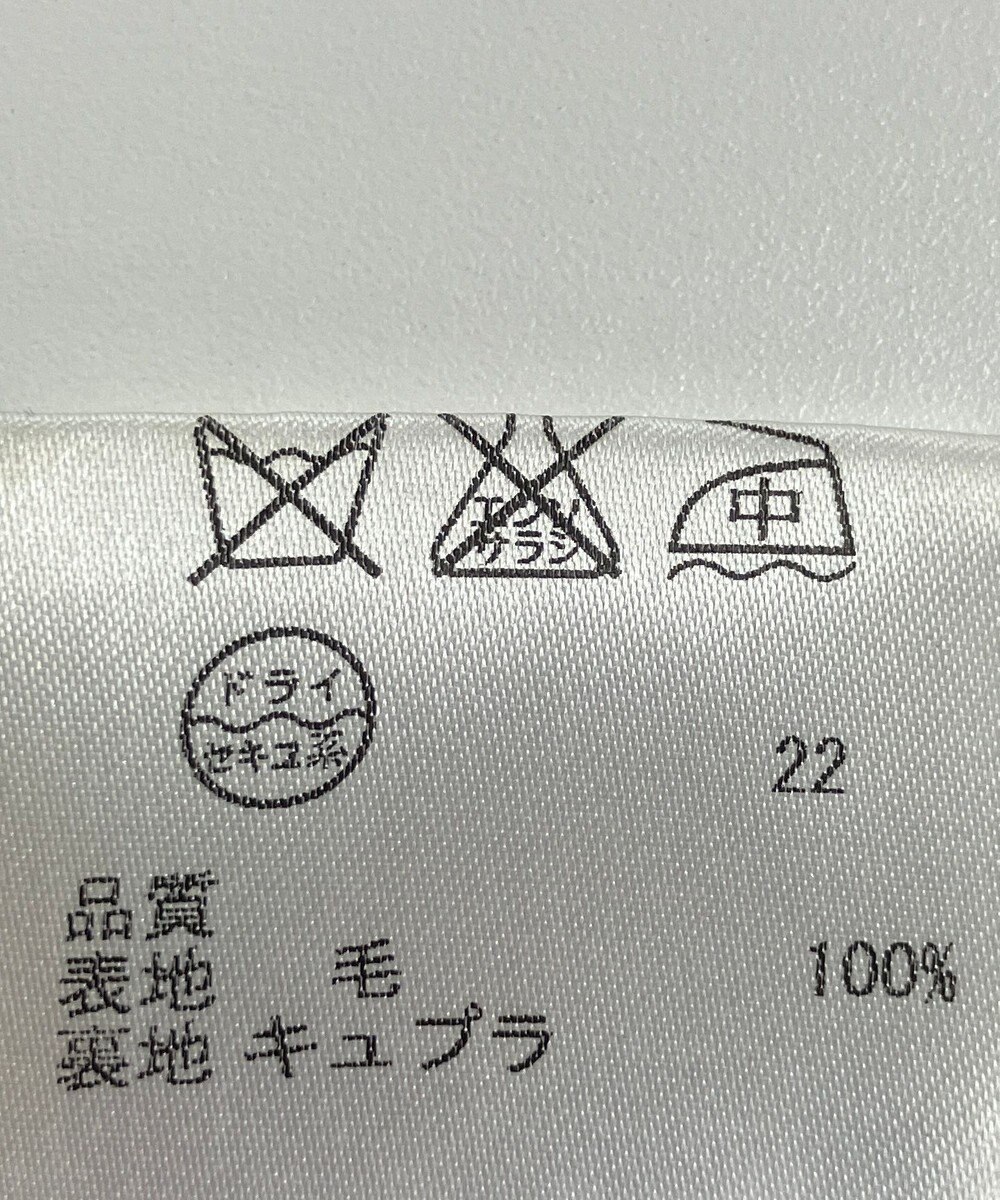 エンソ
サラシ
中
ドライ
セキユ系
22
品質
表地 毛 100%
裏地 キュプラ